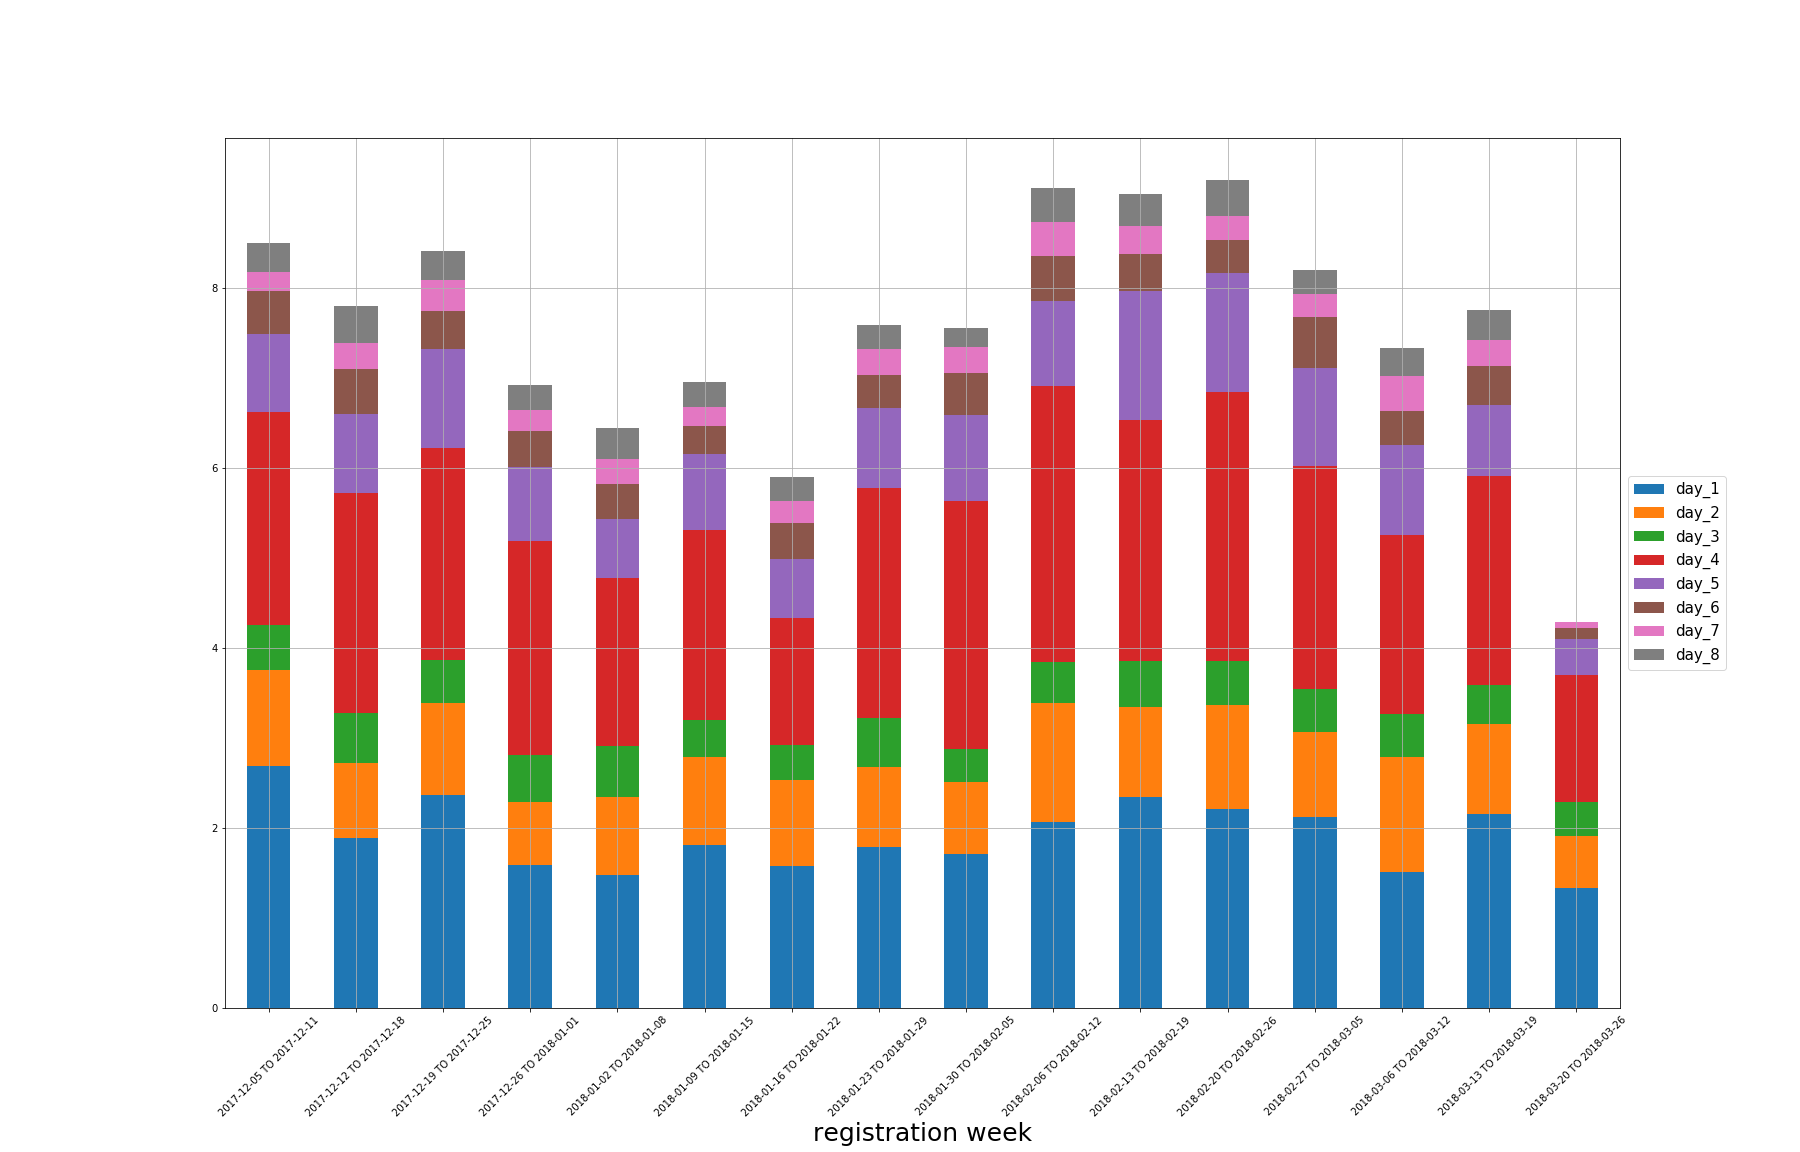 8
6
4
2
0
2017-12-05 TO 2017-12-11
2017-12-12 TO 2017-12-18
2017-12-19 TO 2017-12-25
2017-12-26 TO 2018-01-01
2018-01-02 TO 2018-01-08
2018-01-09 TO 2018-01-15
2018-01-16 TO 2018-01-22
2018-01-23 TO 2018-01-29
2018-01-30 TO 2018-02-05
2018-02-06 TO 2018-02-12
2018-02-13 TO 2018-02-19
2018-02-20 TO 2018-02-26
2018-02-27 TO 2018-03-05
2018-03-06 TO 2018-03-12
2018-03-13 TO 2018-03-19
2018-03-20 TO 2018-03-26
registration week
day_1
day_2
day_3
day_4
day_5
day_6
day_7
day_8